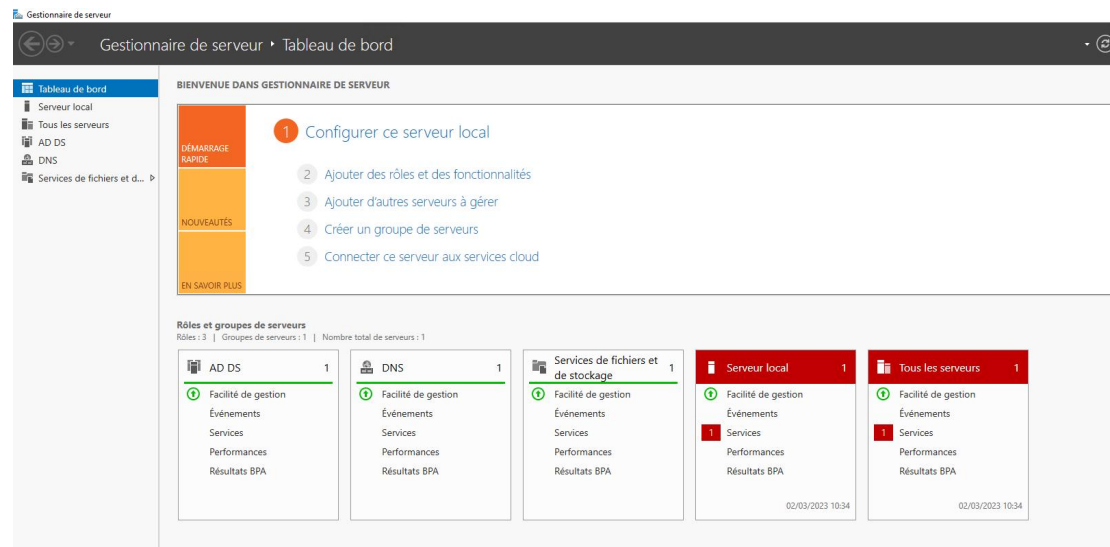 Gestionnaire de serveur
Gestionnaire de serveur ‣ Tableau de bord
Tableau de bord
Serveur local
Tous les serveurs
AD DS
DNS
Services de fichiers et d...
BIENVENUE DANS GESTIONNAIRE DE SERVEUR
DÉMARRAGE
RAPIDE
NOUVEAUTÉS
EN SAVOIR PLUS
1 Configurer ce serveur local
2 Ajouter des rôles et des fonctionnalités
3 Ajouter d'autres serveurs à gérer
4 Créer un groupe de serveurs
5 Connecter ce serveur aux services cloud
Rôles et groupes de serveurs
Rôles : 3 | Groupes de serveurs : 1 | Nombre total de serveurs : 1
AD DS 1
Facilité de gestion
Événements
Services
Performances
Résultats BPA
DNS 1
Facilité de gestion
Événements
Services
Performances
Résultats BPA
Services de fichiers et
de stockage 1
Facilité de gestion
Événements
Services
Performances
Résultats BPA
Serveur local 1
Facilité de gestion
Événements
1 Services
Performances
Résultats BPA
02/03/2023 10:34
Tous les serveurs 1
Facilité de gestion
Événements
1 Services
Performances
Résultats BPA
02/03/2023 10:34